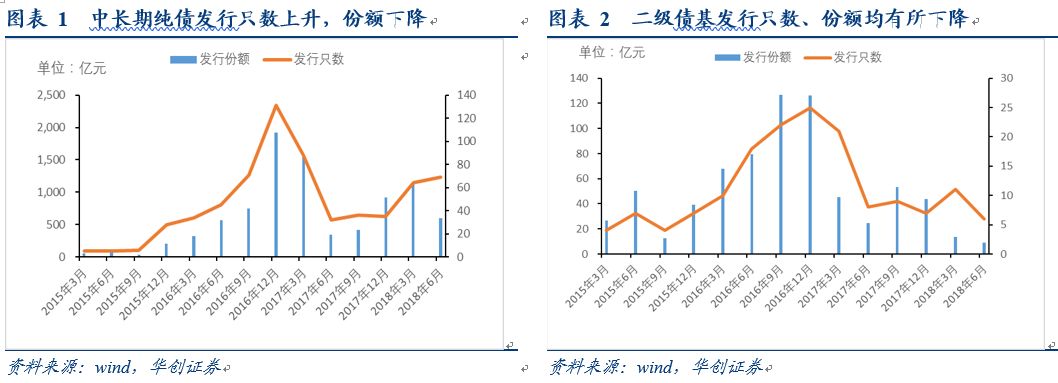 图表 1 中长期纯债发行只数上升，份额下降
发行份额 发行只数
单位：亿元
2,500
2,000
1,500
1,000
500
0
140
120
100
80
60
40
20
0
2015年3月
2015年6月
2015年9月
2015年12月
2016年3月
2016年6月
2016年9月
2016年12月
2017年3月
2017年6月
2017年9月
2017年12月
2018年3月
2018年6月
资料来源：wind，华创证券
图表 2 二级债基发行只数、份额均有所下降
单位：亿元
发行份额 发行只数
140
120
100
80
60
40
20
0
30
25
20
15
10
5
0
2015年3月
2015年6月
2015年9月
2015年12月
2016年3月
2016年6月
2016年9月
2016年12月
2017年3月
2017年6月
2017年9月
2017年12月
2018年3月
2018年6月
资料来源：wind，华创证券